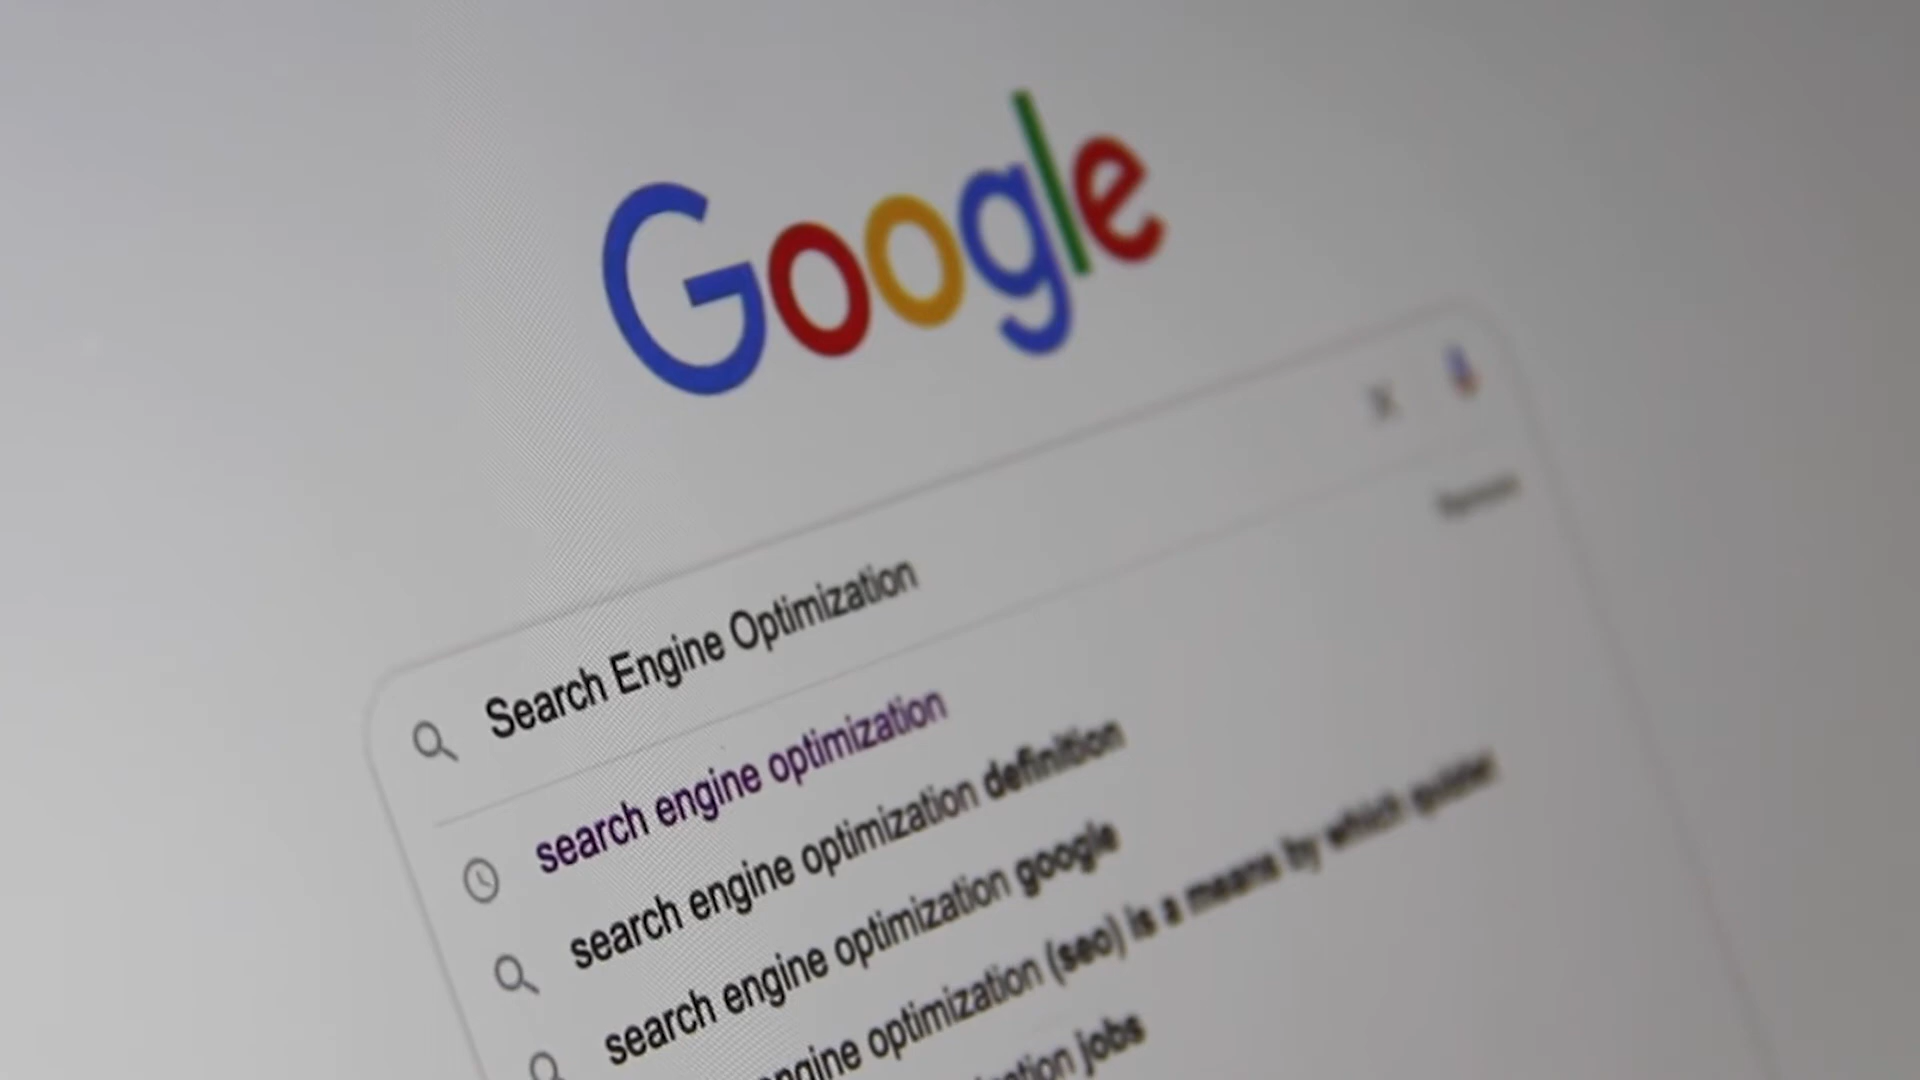 Google
Search Engine Optimization
search engine optimization
search engine optimization definition
search engine optimization google
engine optimization (seo) is a means by which
jobs